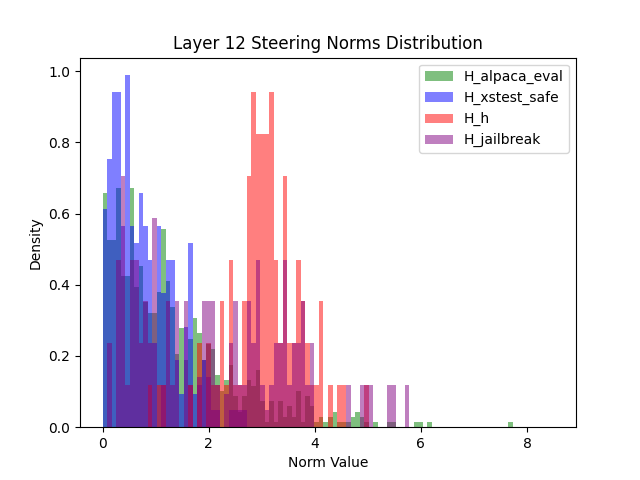 Layer 12 Steering Norms Distribution
H_alpaca_eval
H_xstest_safe
H_h
H_jailbreak
1.0
0.8
0.6
0.4
0.2
0.0
Density
0
2
4
6
8
Norm Value